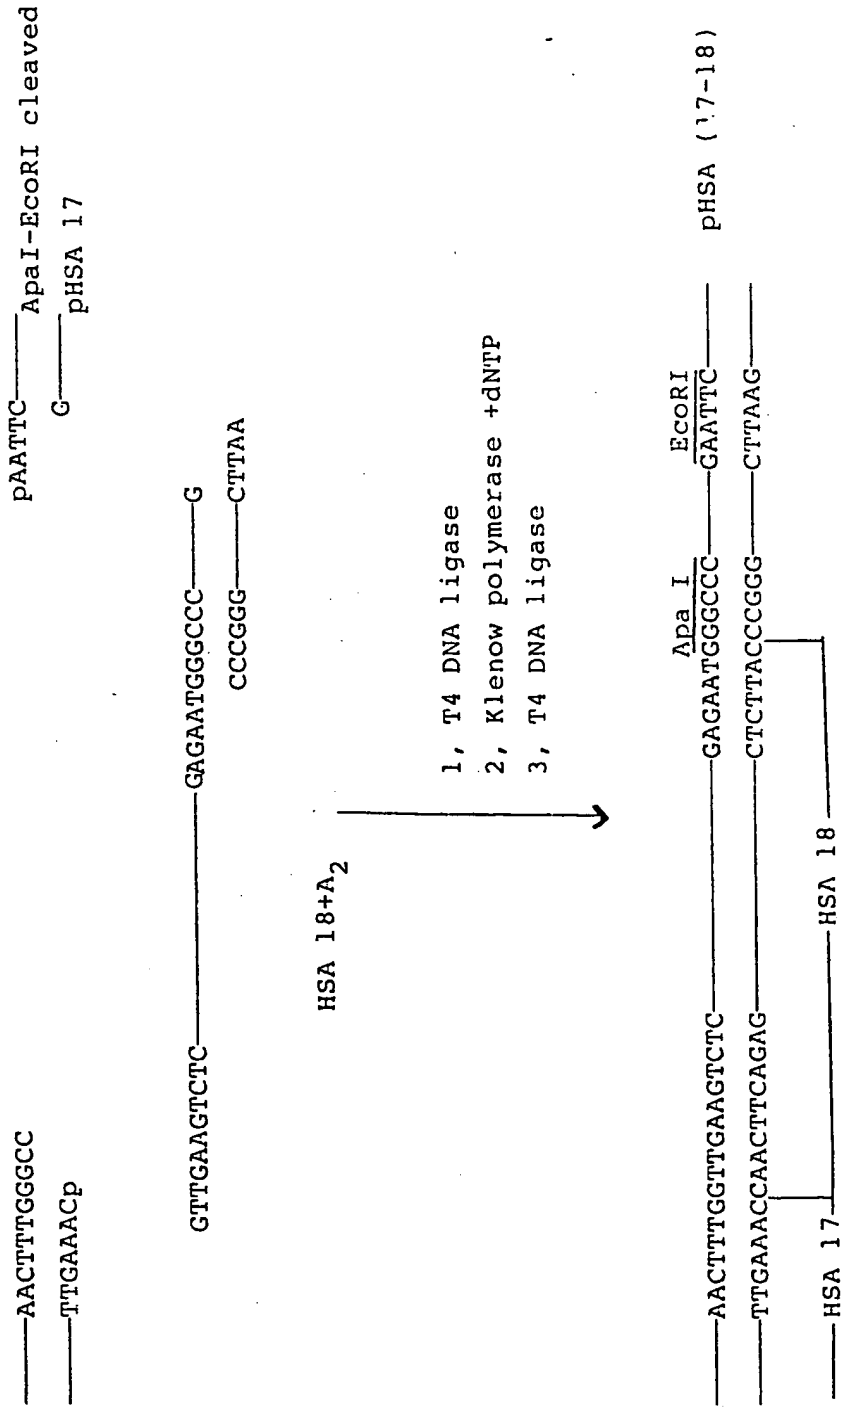 —AACTTTGGGCC
pAATTC—
ApaI-EcoRI cleaved
—TTGAAACp
G—
pHSA 17
GTTGAAGTCTC—GAGAATGGGCCC—G
CCCGGG—CTTAA
HSA 18+A2
1, T4 DNA ligase
2, Klenow polymerase +dNTP
3, T4 DNA ligase
Apa I
EcoRI
—AACTTTGGTTGAAGTCTC—GAGAATGGGCCC—GAATTC—
pHSA (17-18)
—TTGAAACCAACTTCAGAG—CTCTTACCCGGG—CTTAAG—
—HSA 17—HSA 18—